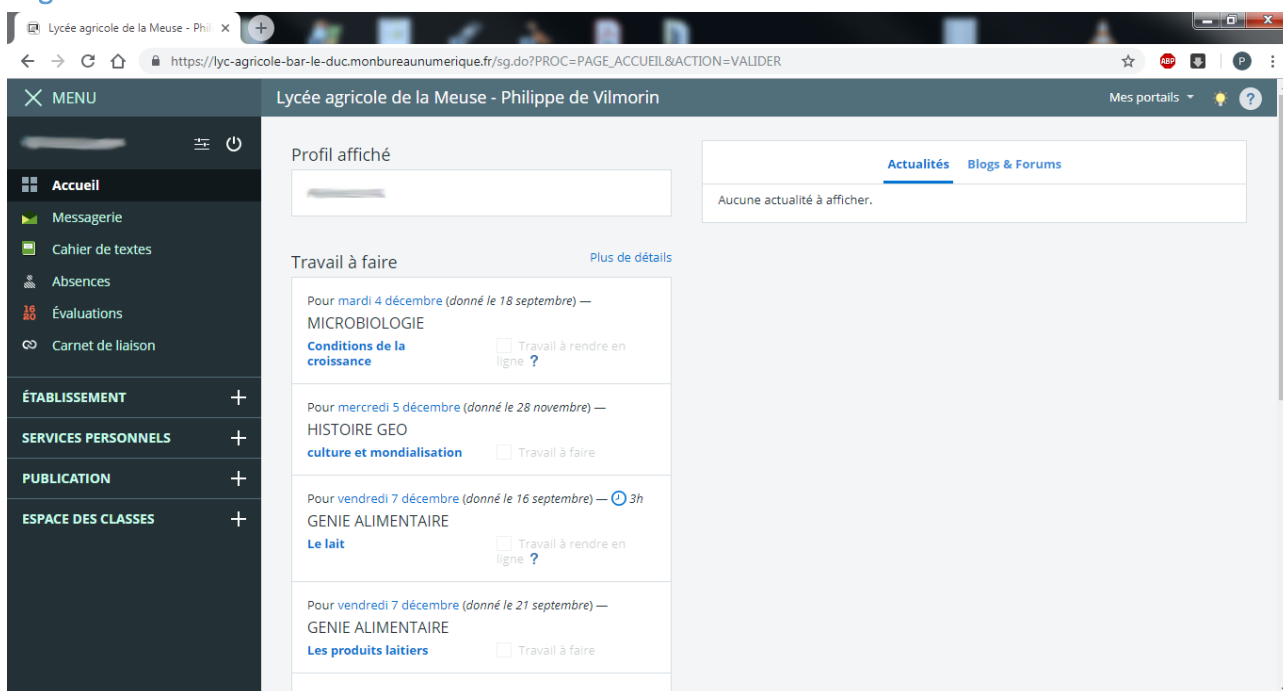 Lycée agricole de la Meuse - Phil
https://lyc-agricole-bar-le-duc.monbureaunumerique.fr/sg.do?PROC=PAGE_ACCUEIL&ACTION=VALIDER
ABP
P
MENU
Lycée agricole de la Meuse - Philippe de Vilmorin
Mes portails
?
Accueil
Messagerie
Cahier de textes
Absences
16
20
Évaluations
Carnet de liaison
ÉTABLISSEMENT
SERVICES PERSONNELS
PUBLICATION
ESPACE DES CLASSES
Profil affiché
Travail à faire
Plus de détails
Pour mardi 4 décembre (donné le 18 septembre) —
MICROBIOLOGIE
Conditions de la
croissance
Travail à rendre en
ligne ?
Pour mercredi 5 décembre (donné le 28 novembre) —
HISTOIRE GEO
culture et mondialisation
Travail à faire
Pour vendredi 7 décembre (donné le 16 septembre) — 3h
GENIE ALIMENTAIRE
Le lait
Travail à rendre en
ligne ?
Pour vendredi 7 décembre (donné le 21 septembre) —
GENIE ALIMENTAIRE
Les produits laitiers
Travail à faire
Actualités Blogs & Forums
Aucune actualité à afficher.